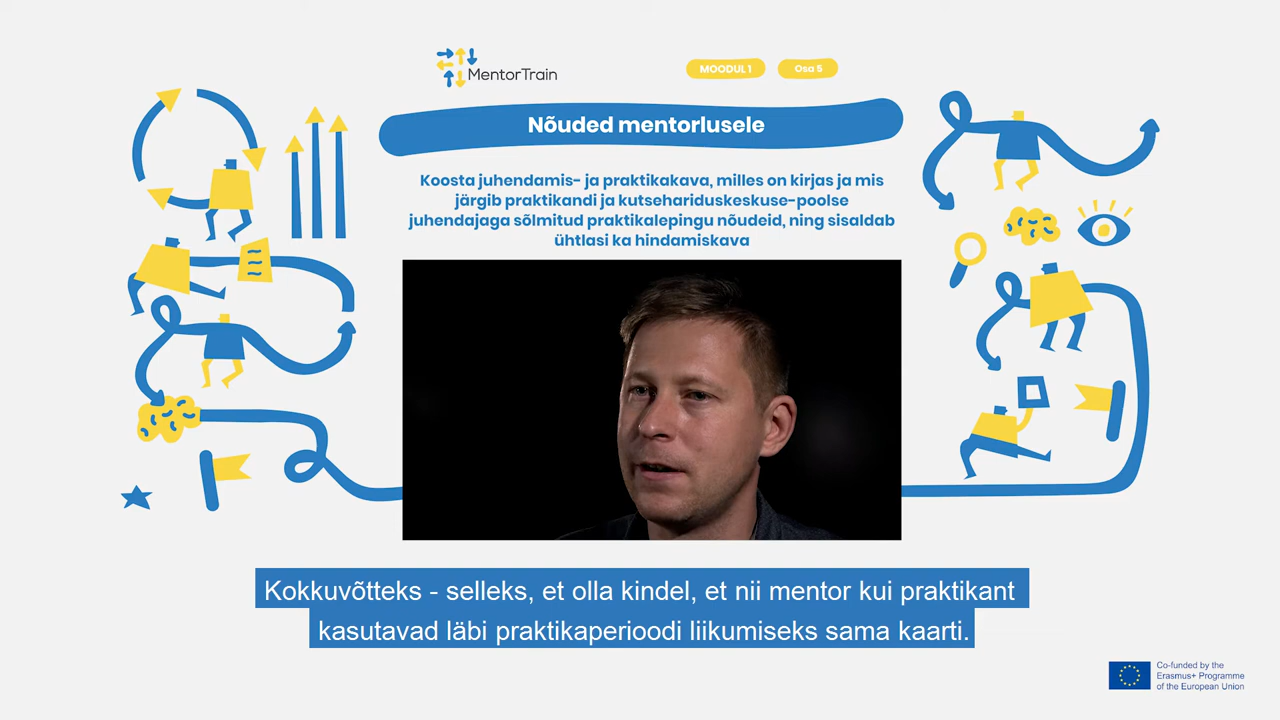 MentorTrain
MOODUL 1
Osa 5
Nõuded mentorlusele
Koosta juhendamis- ja praktikakava, milles on kirjas ja mis
järgib praktikandi ja kutsehariduskeskuse-poolse
juhendajaga sõlmitud praktikalepingu nõudeid, ning sisaldab
ühtlasi ka hindamiskava
Kokkuvõtteks - selleks, et olla kindel, et nii mentor kui praktikant
kasutavad läbi praktikaperioodi liikumiseks sama kaarti.
Co-funded by the
Erasmus+ Programme
of the European Union